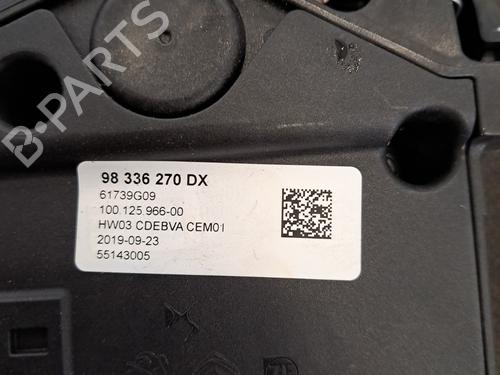 B-PARTS
98 336 270 DX
61739G09
100.125.966-00
HW03 CDEBVA CEM01
2019-09-23
55143005